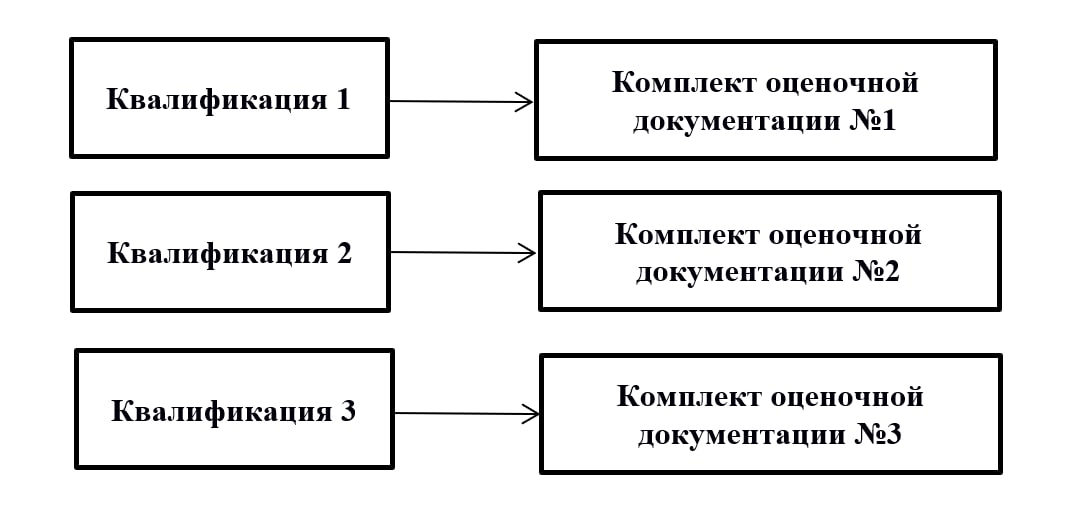 Квалификация 1
Комплект оценочной
документации №1
Квалификация 2
Комплект оценочной
документации №2
Квалификация 3
Комплект оценочной
документации №3